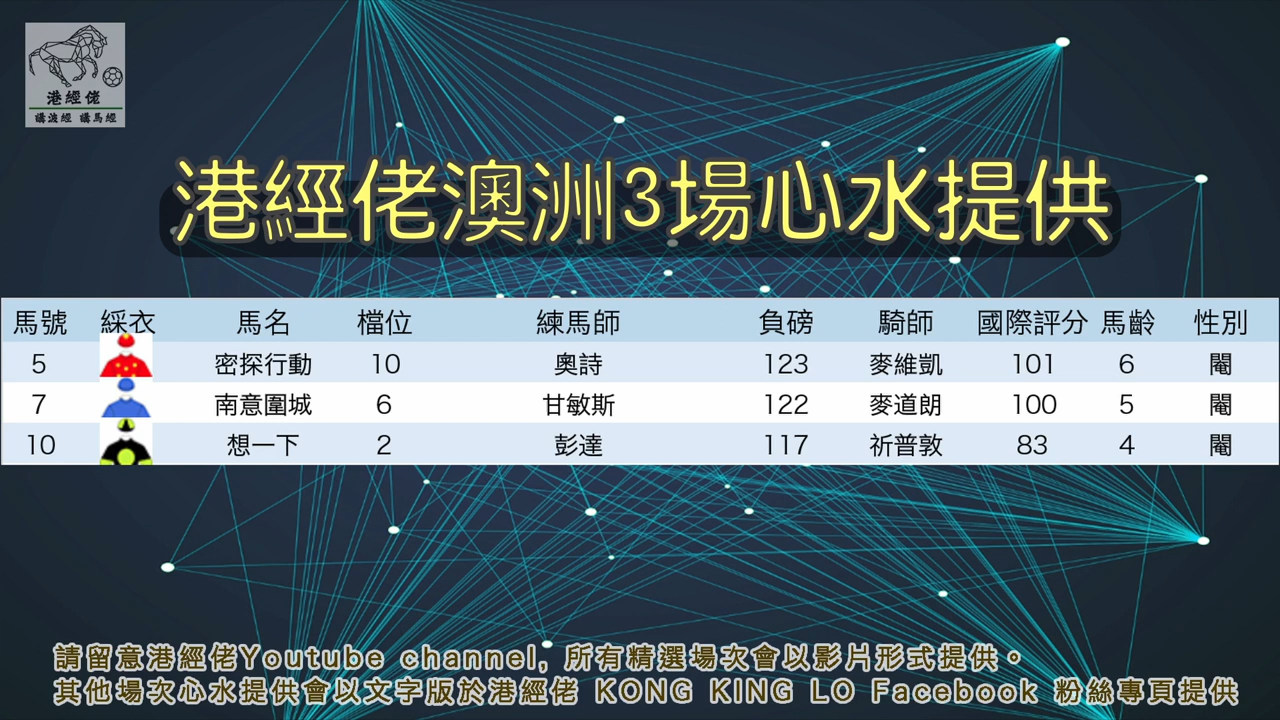 港經佬
講波經 講馬經
港經佬澳洲3場心水提供
馬號 綵衣 馬名 檔位 練馬師 負磅 騎師 國際評分 馬齡 性別
5 密探行動 10 奧詩 123 麥維凱 101 6 閹
7 南意圍城 6 甘敏斯 122 麥道朗 100 5 閹
10 想一下 2 彭達 117 祈普敦 83 4 閹
請留意港經佬Youtube channel, 所有精選場次會以影片形式提供。
其他場次心水提供會以文字版於港經佬 KONG KING LO Facebook 粉絲專頁提供